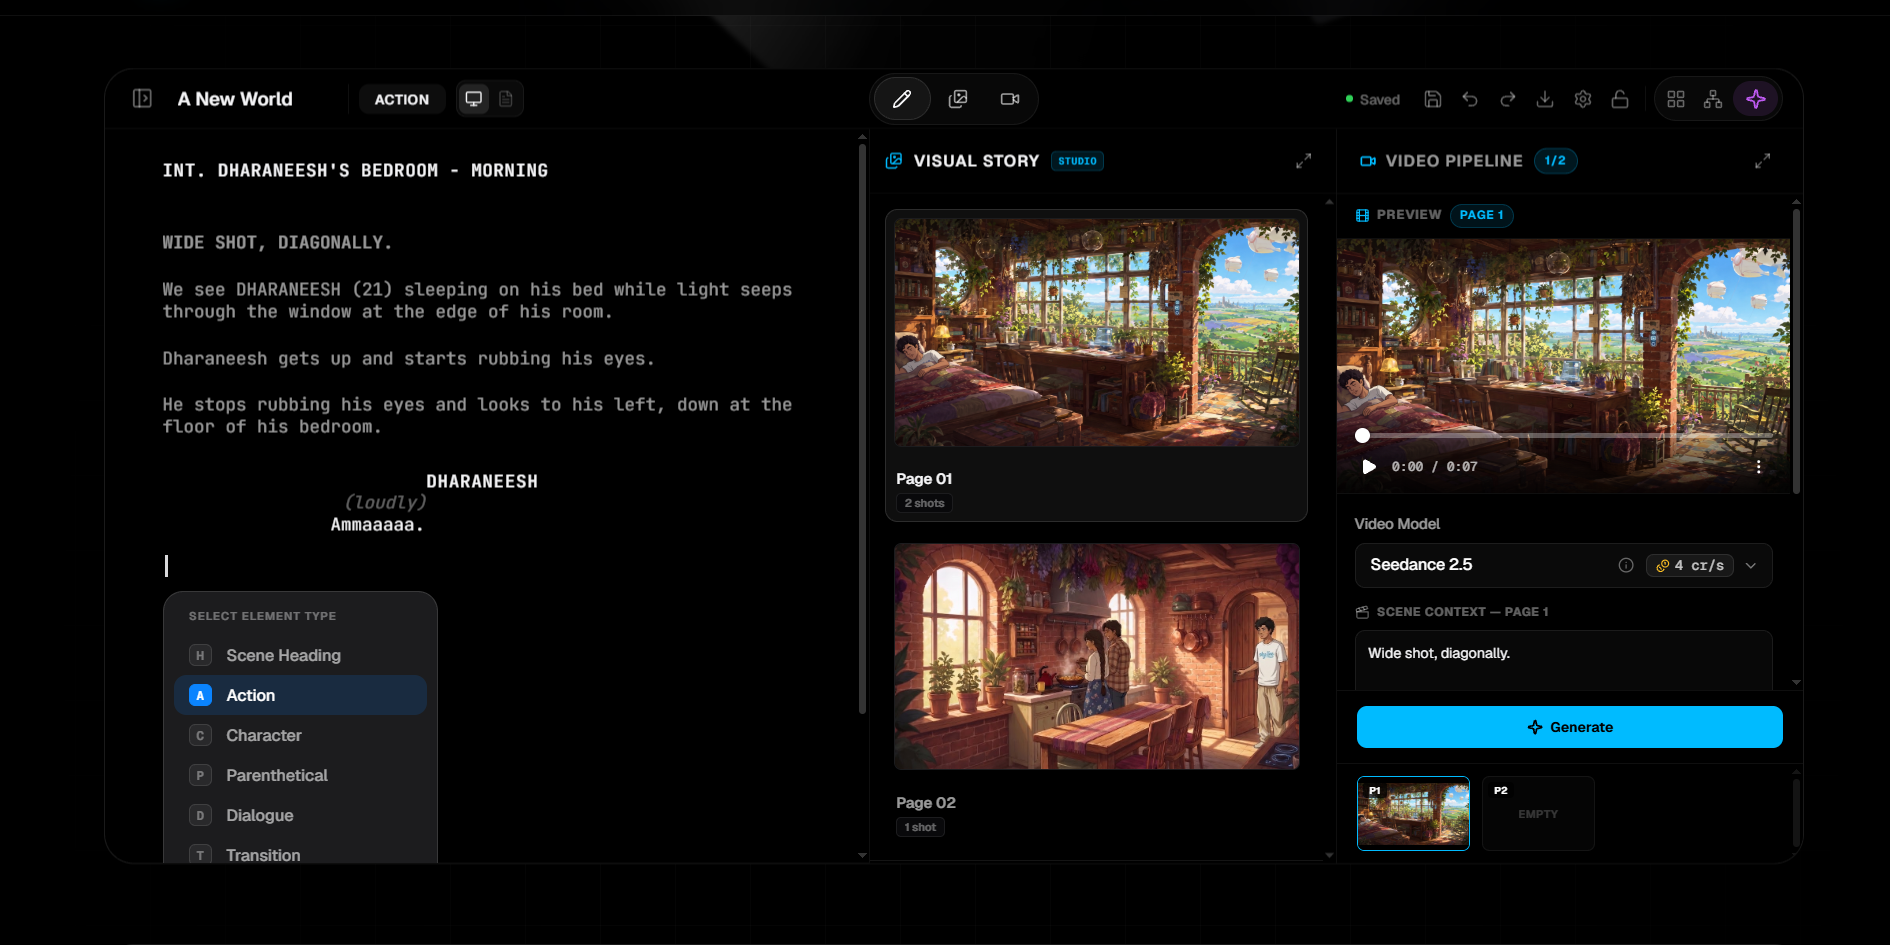 A New World
ACTION
Saved
INT. DHARANEESH'S BEDROOM - MORNING
WIDE SHOT, DIAGONALLY.
We see DHARANEESH (21) sleeping on his bed while light seeps
through the window at the edge of his room.
Dharaneesh gets up and starts rubbing his eyes.
He stops rubbing his eyes and looks to his left, down at the
floor of his bedroom.
DHARANEESH
(loudly)
Ammaaaaa.
SELECT ELEMENT TYPE
H Scene Heading
A Action
C Character
P Parenthetical
D Dialogue
T Transition
VISUAL STORY STUDIO
Page 01
2 shots
Page 02
1 shot
VIDEO PIPELINE 1/2
PREVIEW PAGE 1
0:00 / 0:07
Video Model
Seedance 2.5 4 cr/s
SCENE CONTEXT — PAGE 1
Wide shot, diagonally.
Generate
P1 P2
EMPTY